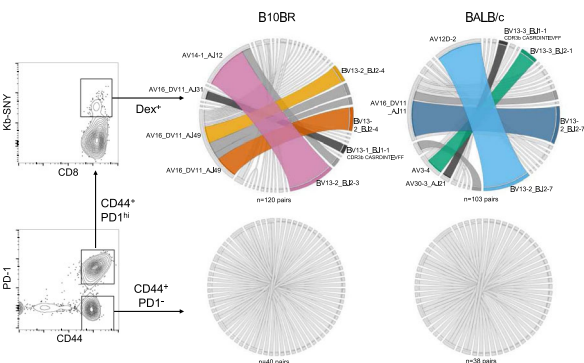 B10BR
BALB/c
Kb-SNY
CD8
Dex⁺
CD44⁺
PD1ʰⁱ
PD-1
CD44
CD44⁺
PD1⁻
AV14-1_AJ12
AV16_DV11_AJ31
AV16_DV11_AJ49
AV16_DV11_AJ49
BV13-2_BJ2-4
BV13-
2_BJ2-4
BV13-1_BJ1-1
CDR3b CASRDINTEVFF
BV13-2_BJ2-3
n=120 pairs
AV12D-2
AV16_DV11
_AJ11
AV3-4
AV30-3_AJ21
BV13-3_BJ1-1
CDR3b CASRDINTEVFF
BV13-3_BJ2-1
BV13-
2_BJ2-7
BV13-2_BJ2-7
n=103 pairs
n=40 pairs
n=38 pairs